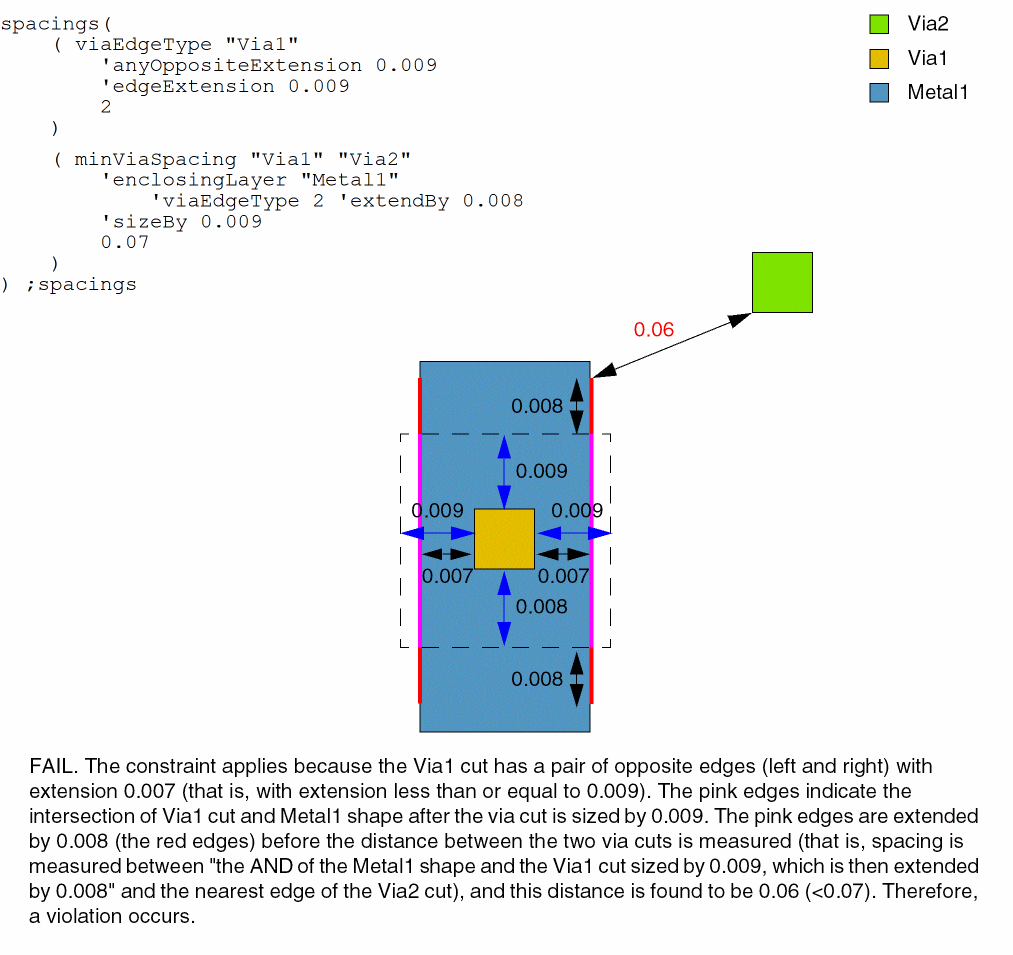 spacings(
( viaEdgeType "Via1"
'anyOppositeExtension 0.009
'edgeExtension 0.009
2
)
( minViaSpacing "Via1" "Via2"
'enclosingLayer "Metal1"
'viaEdgeType 2 'extendBy 0.008
'sizeBy 0.009
0.07
)
) ;spacings
Via2
Via1
Metal1
0.06
0.008
0.009
0.009
0.009
0.007
0.007
0.008
0.008
FAIL. The constraint applies because the Via1 cut has a pair of opposite edges (left and right) with
extension 0.007 (that is, with extension less than or equal to 0.009). The pink edges indicate the
intersection of Via1 cut and Metal1 shape after the via cut is sized by 0.009. The pink edges are extended
by 0.008 (the red edges) before the distance between the two via cuts is measured (that is, spacing is
measured between "the AND of the Metal1 shape and the Via1 cut sized by 0.009, which is then extended
by 0.008" and the nearest edge of the Via2 cut), and this distance is found to be 0.06 (<0.07). Therefore,
a violation occurs.